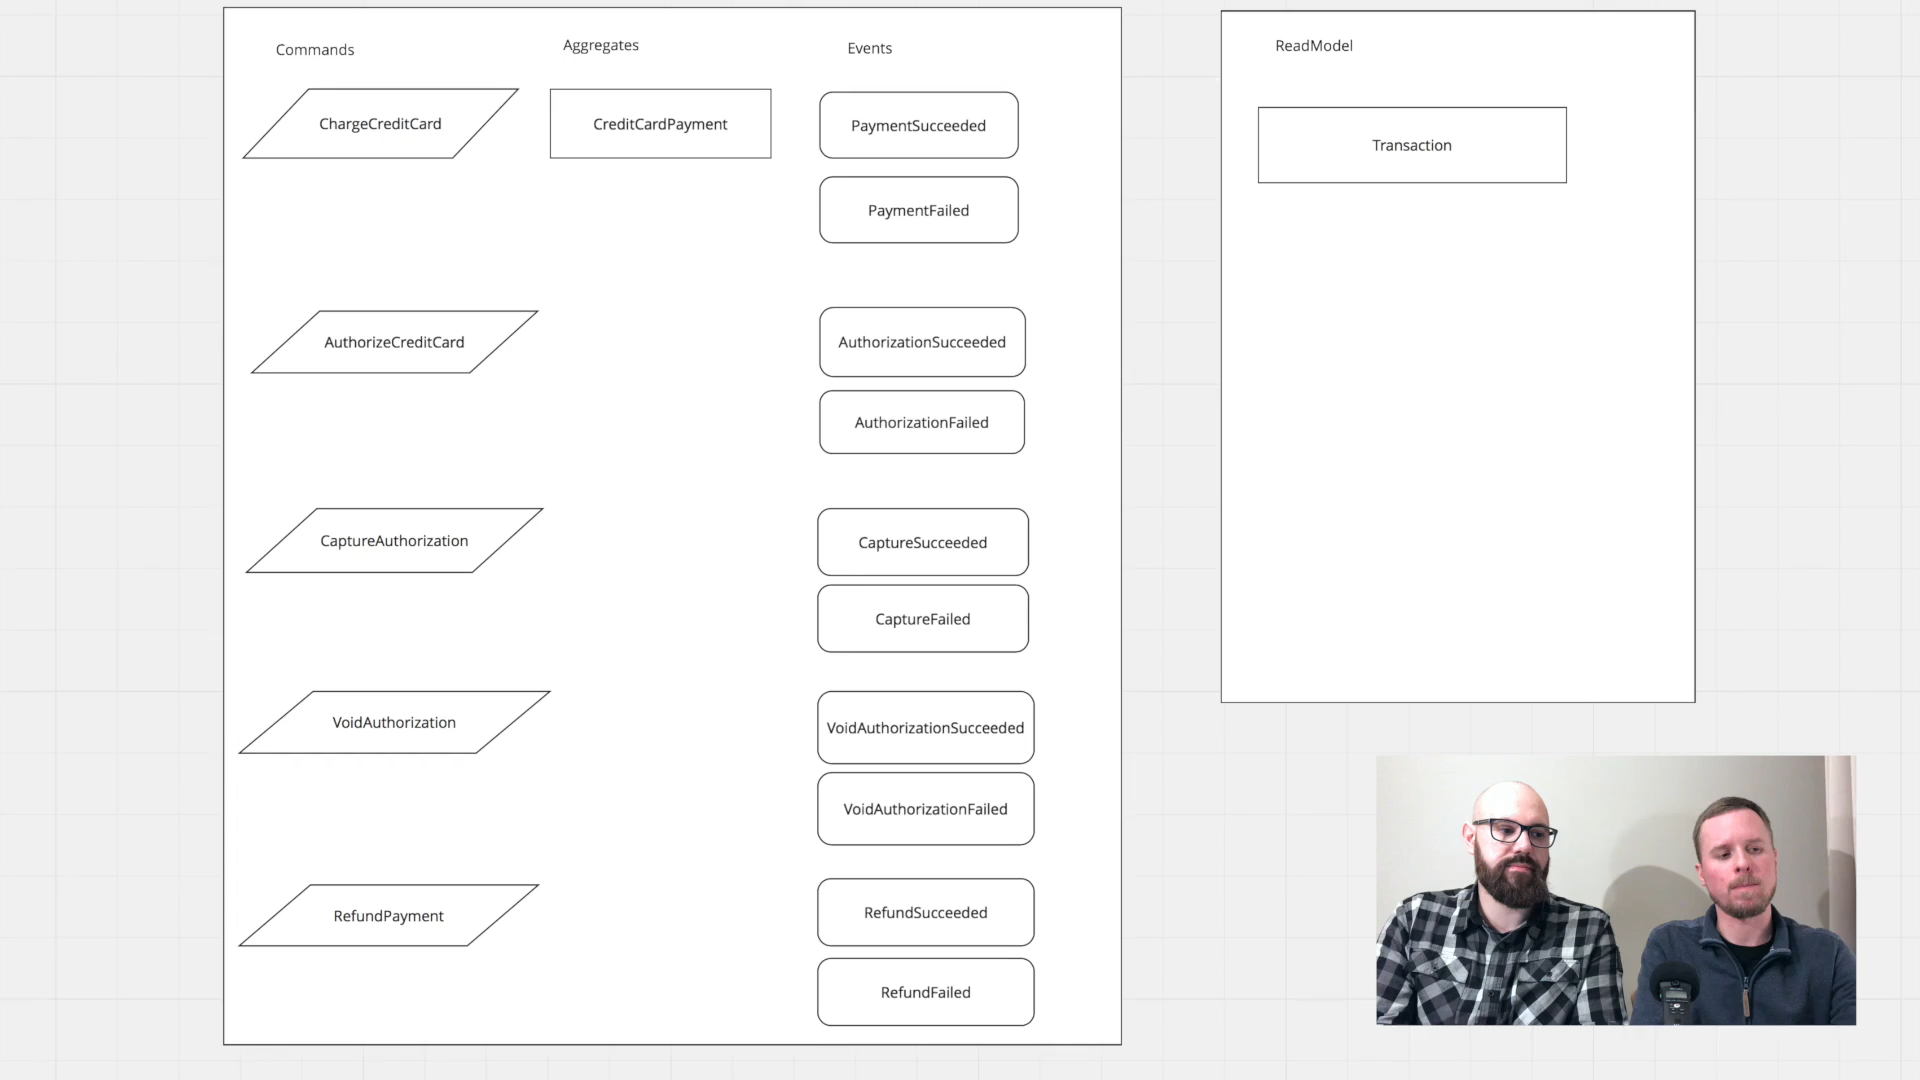 Commands
Aggregates
Events
ChargeCreditCard
CreditCardPayment
PaymentSucceeded
PaymentFailed
AuthorizeCreditCard
AuthorizationSucceeded
AuthorizationFailed
CaptureAuthorization
CaptureSucceeded
CaptureFailed
VoidAuthorization
VoidAuthorizationSucceeded
VoidAuthorizationFailed
RefundPayment
RefundSucceeded
RefundFailed
ReadModel
Transaction